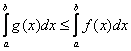 ∫_a^b g(x)dx ≤ ∫_a^b f(x)dx